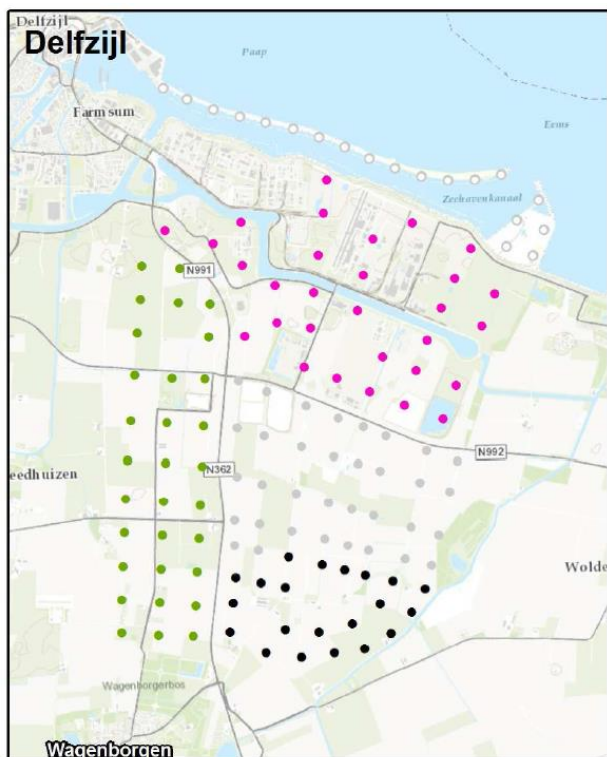 Delfzijl
Delfzijl
Paap
Farmsum
Eems
Zeehavenkanaal
N991
N992
eedhuizen
N362
Wolde
Wagenborgerbos
Wagenborgen